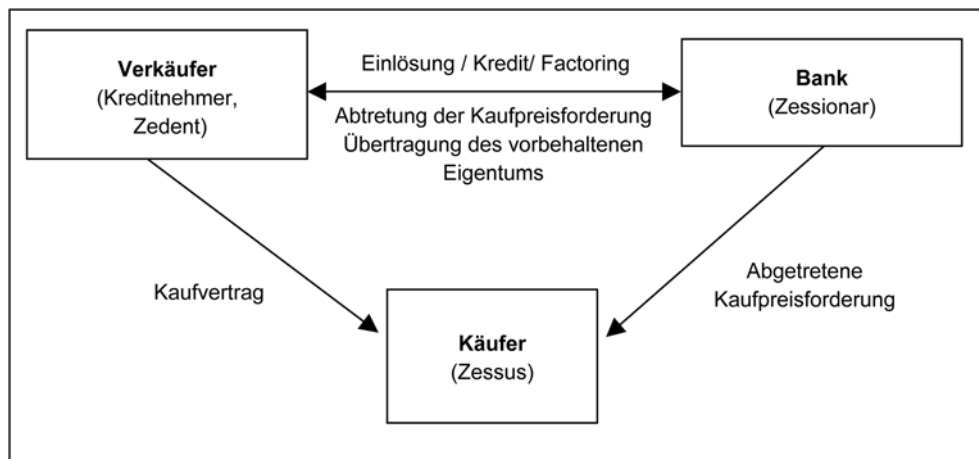 Verkäufer
(Kreditnehmer,
Zedent)
Einlösung / Kredit/ Factoring
Abtretung der Kaufpreisforderung
Übertragung des vorbehaltenen
Eigentums
Bank
(Zessionar)
Kaufvertrag
Abgetretene
Kaufpreisforderung
Käufer
(Zessus)